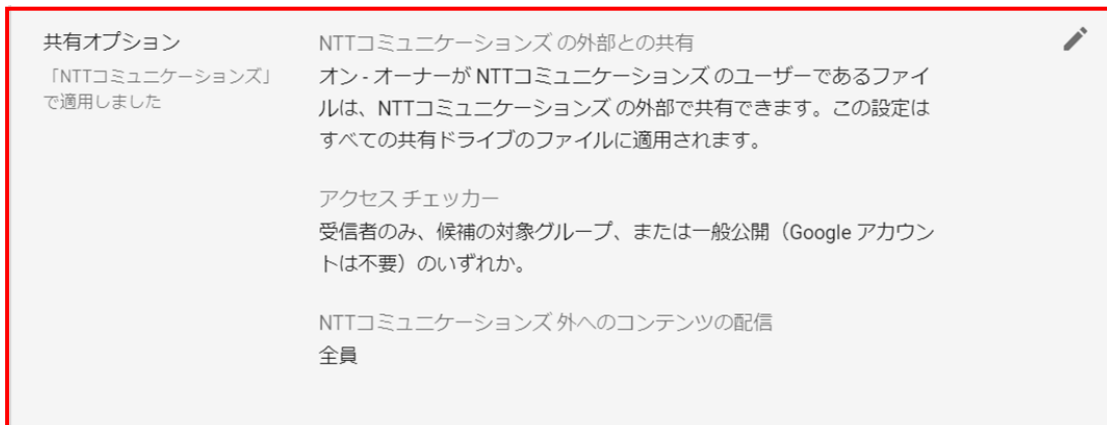 共有オプション
「NTTコミュニケーションズ」
で適用しました
NTTコミュニケーションズ の外部との共有
オン - オーナーが NTTコミュニケーションズ のユーザーであるファイ
ルは、NTTコミュニケーションズ の外部で共有できます。この設定は
すべての共有ドライブのファイルに適用されます。
アクセス チェッカー
受信者のみ、候補の対象グループ、または一般公開（Google アカウン
トは不要）のいずれか。
NTTコミュニケーションズ 外へのコンテンツの配信
全員